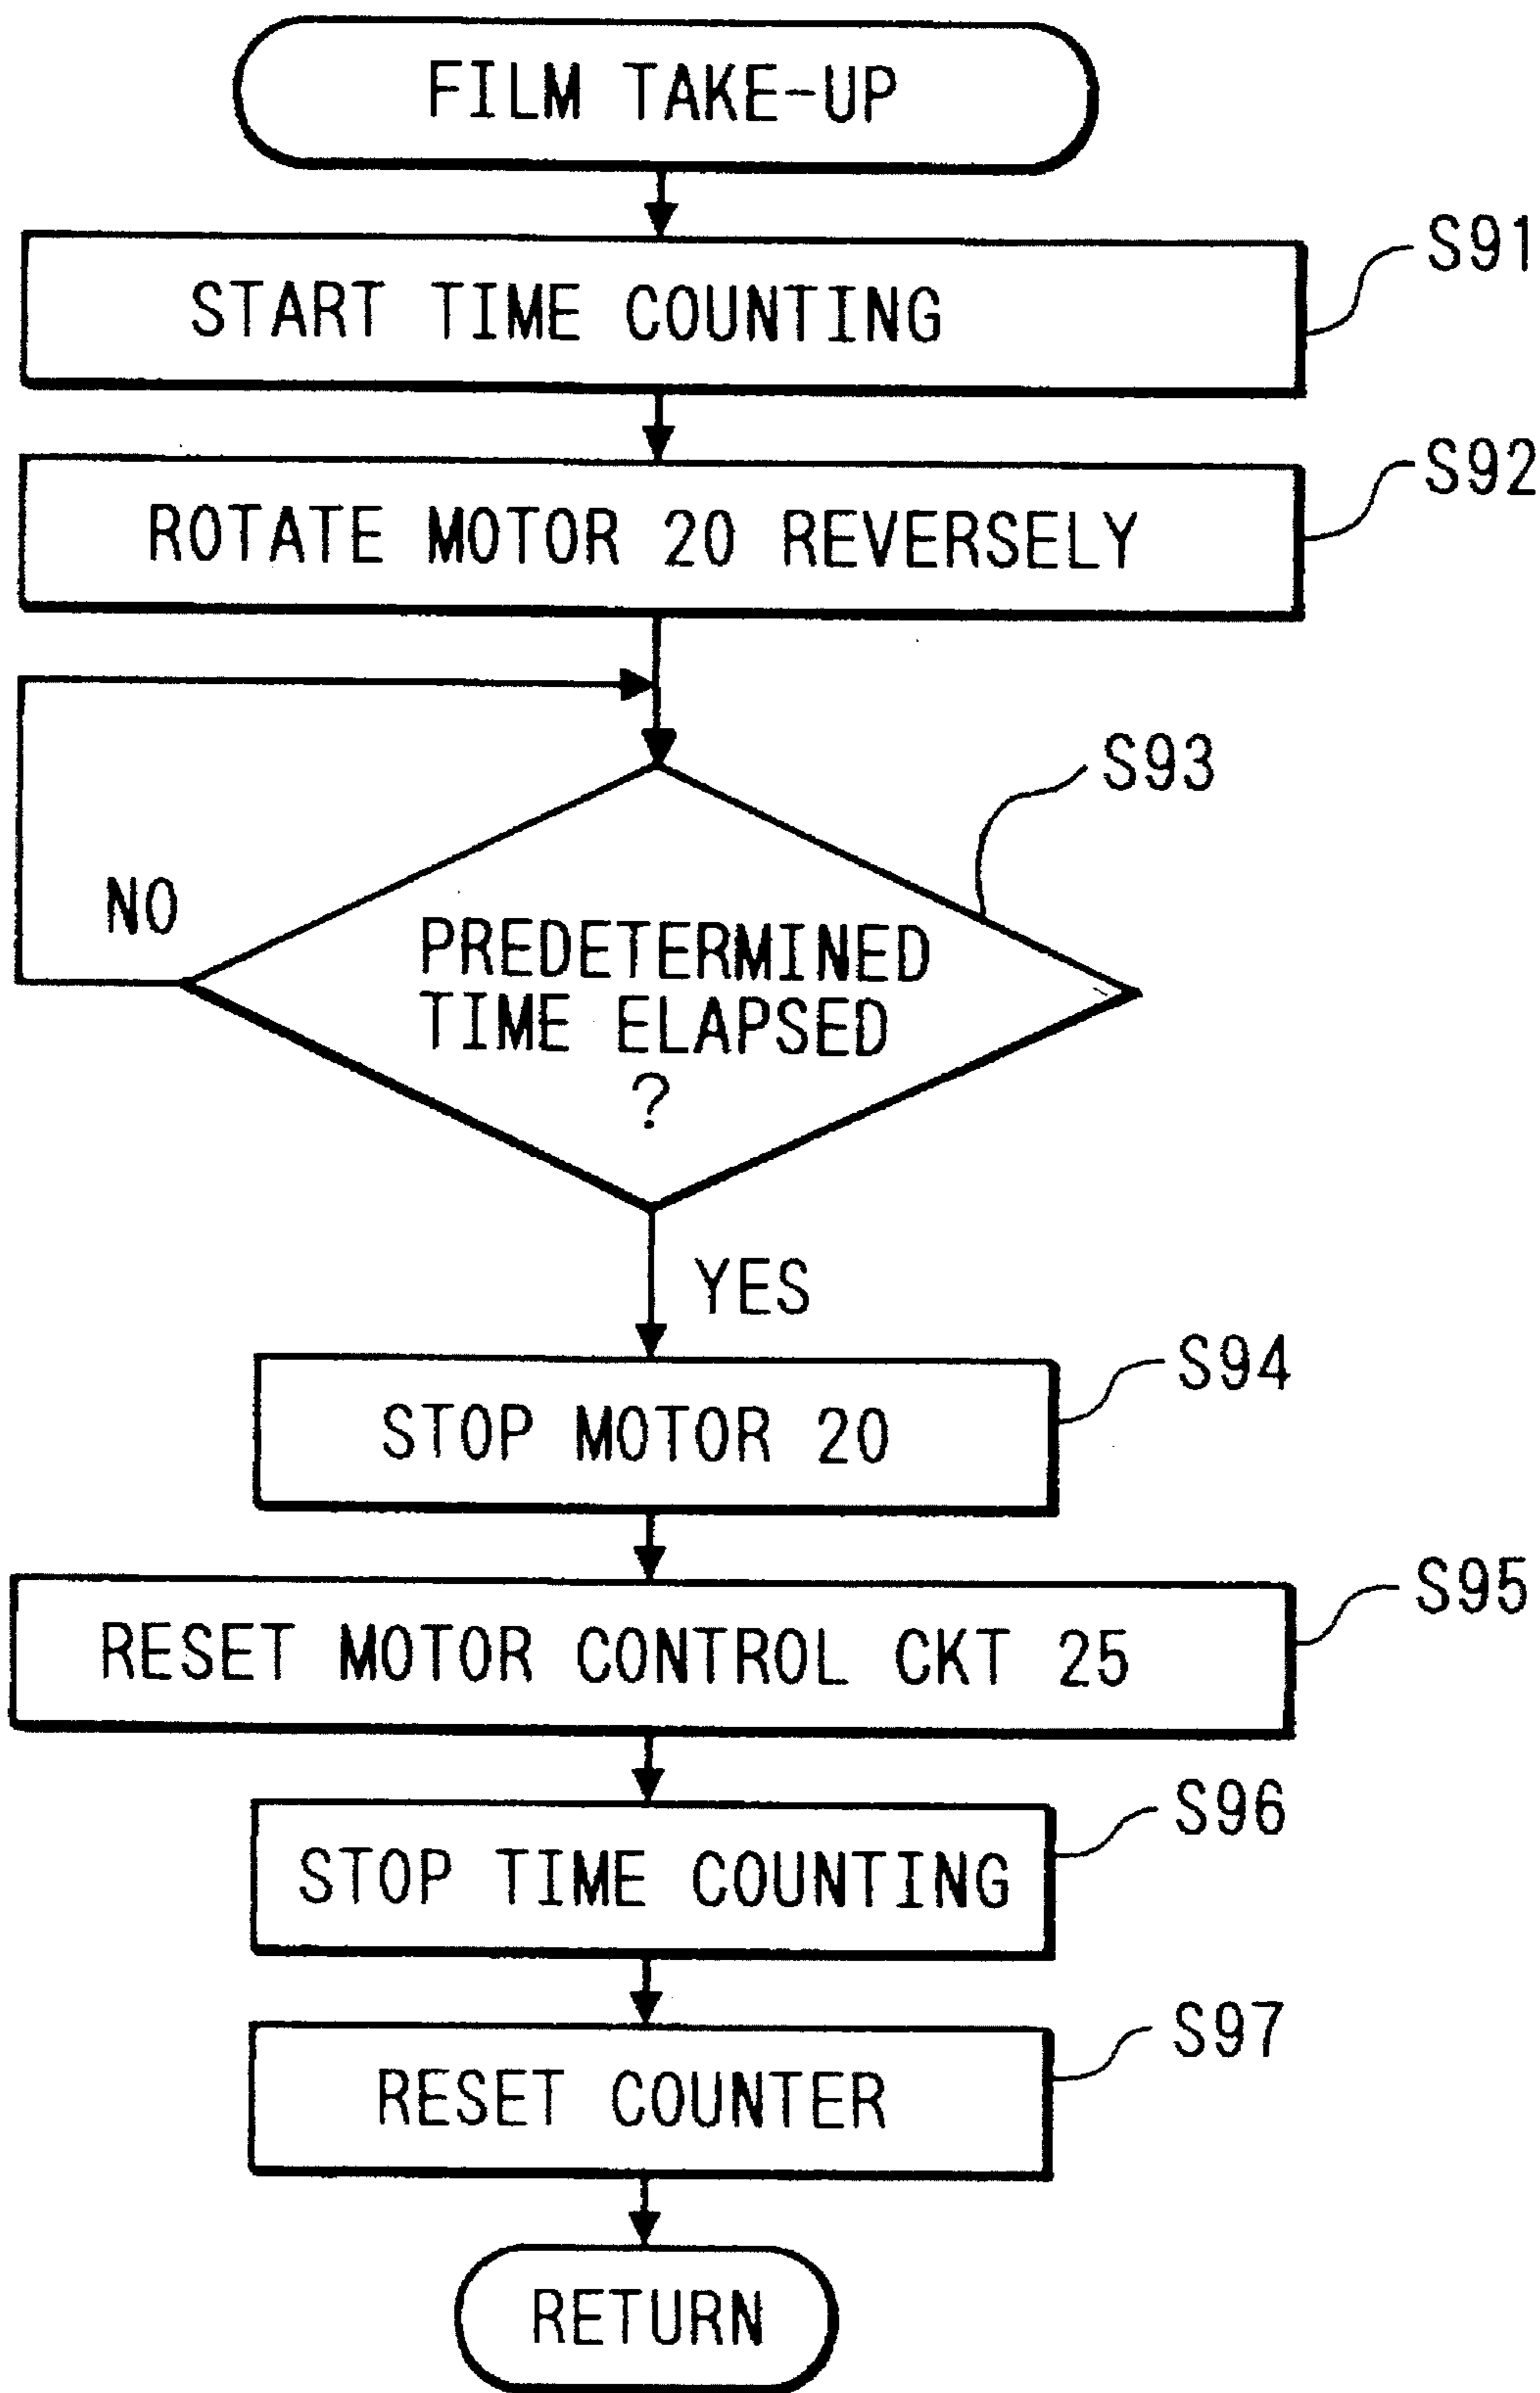 FILM TAKE-UP
START TIME COUNTING
S91
ROTATE MOTOR 20 REVERSELY
S92
S93
NO
PREDETERMINED
TIME ELAPSED
?
YES
STOP MOTOR 20
S94
RESET MOTOR CONTROL CKT 25
S95
STOP TIME COUNTING
S96
RESET COUNTER
S97
RETURN